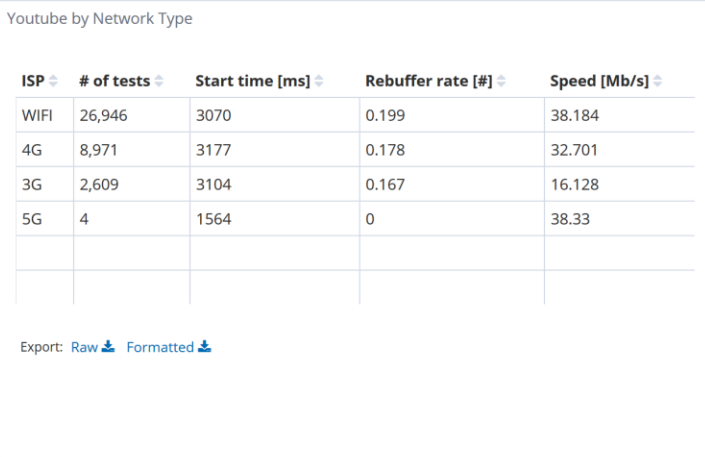 Youtube by Network Type
ISP # of tests Start time [ms] Rebuffer rate [#] Speed [Mb/s]
WIFI 26,946 3070 0.199 38.184
4G 8,971 3177 0.178 32.701
3G 2,609 3104 0.167 16.128
5G 4 1564 0 38.33
Export: Raw Formatted